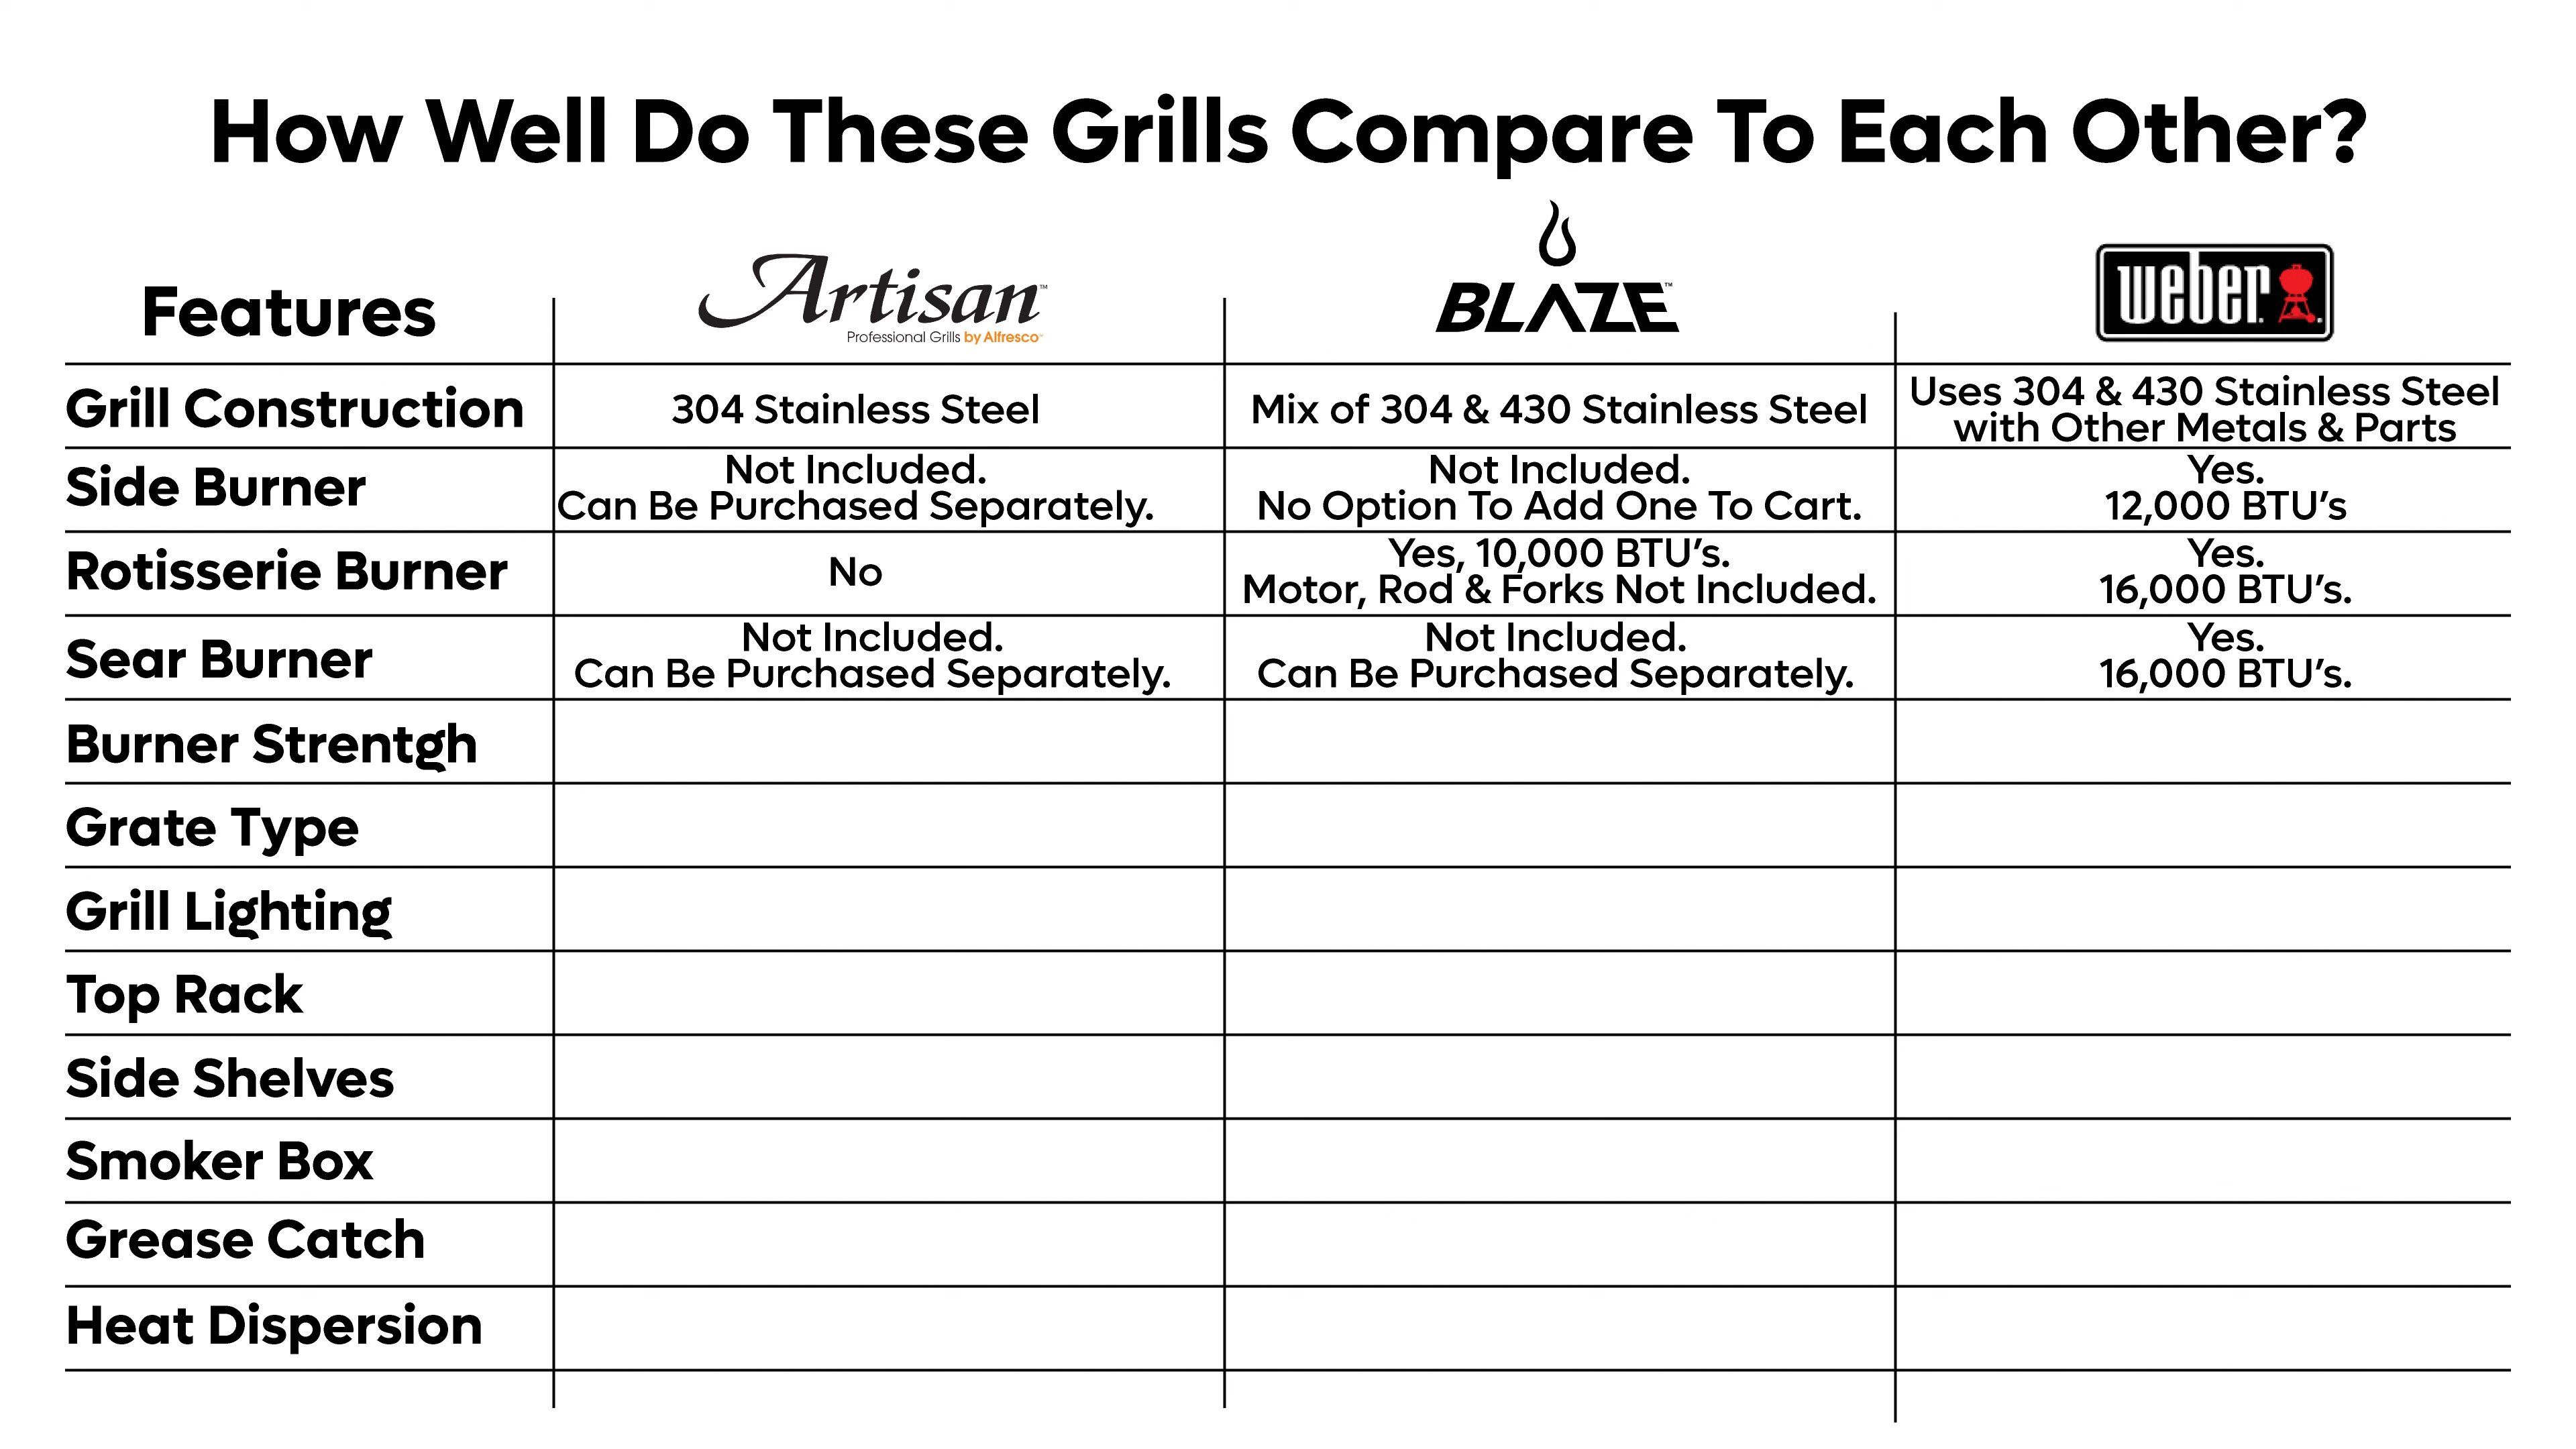 How Well Do These Grills Compare To Each Other?
Features
Artisan™
Professional Grills by Alfresco™
BLAZE™
weber
Grill Construction
304 Stainless Steel
Mix of 304 & 430 Stainless Steel
Uses 304 & 430 Stainless Steel
with Other Metals & Parts
Side Burner
Not Included.
Can Be Purchased Separately.
Not Included.
No Option To Add One To Cart.
Yes.
12,000 BTU’s
Rotisserie Burner
No
Yes, 10,000 BTU’s.
Motor, Rod & Forks Not Included.
Yes.
16,000 BTU’s.
Sear Burner
Not Included.
Can Be Purchased Separately.
Not Included.
Can Be Purchased Separately.
Yes.
16,000 BTU’s.
Burner Strentgh
Grate Type
Grill Lighting
Top Rack
Side Shelves
Smoker Box
Grease Catch
Heat Dispersion